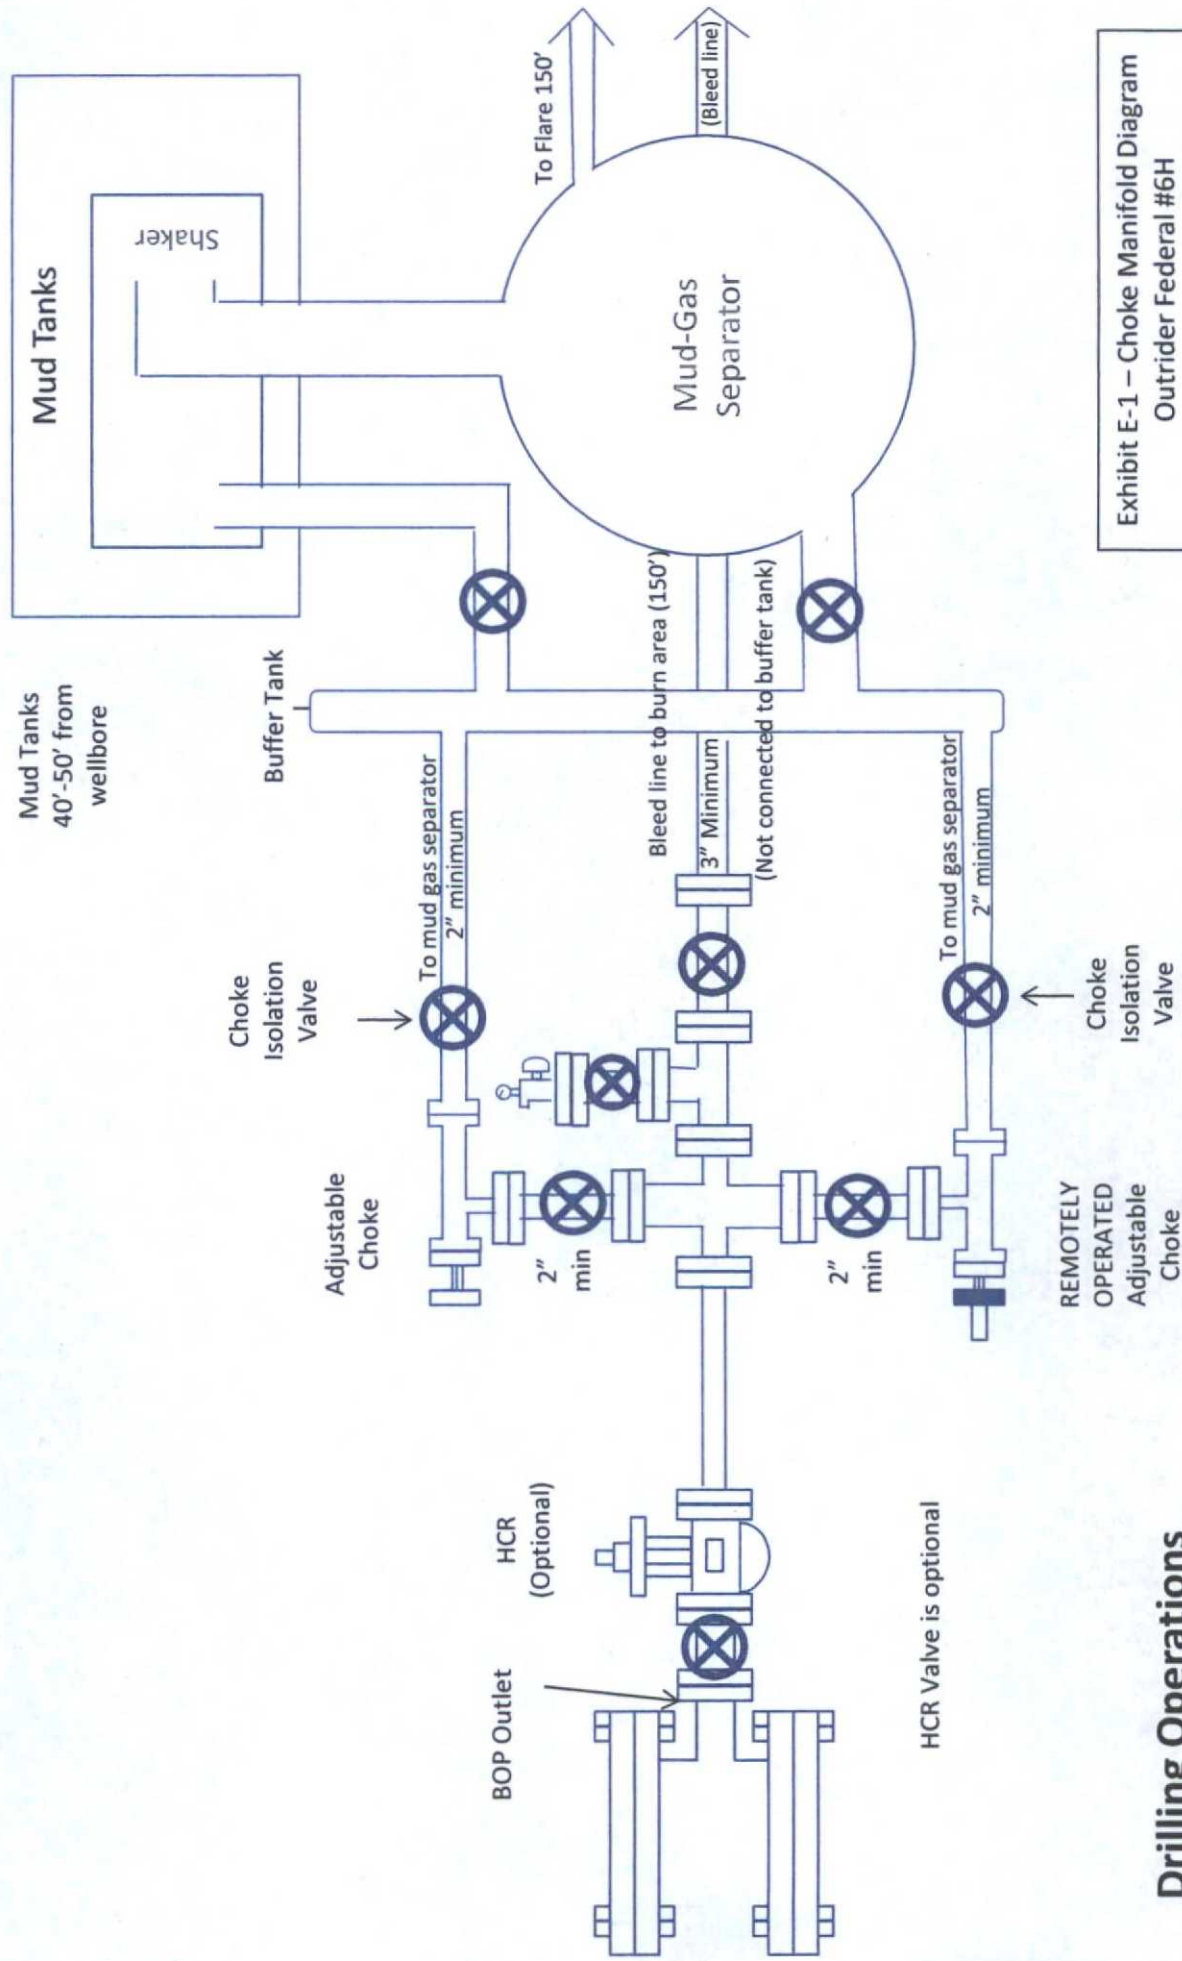 Mud Tanks
Shaker
Mud Tanks
40'-50' from
wellbore
To Flare 150'
(Bleed line)
Buffer Tank
Mud-Gas
Separator
Choke
Isolation
Valve
To mud gas separator
2" minimum
Adjustable
Choke
Bleed line to burn area (150')
3" Minimum
(Not connected to buffer tank)
2"
min
2"
min
HCR
(Optional)
BOP Outlet
To mud gas separator
2" minimum
Choke
Isolation
Valve
REMOTELY
OPERATED
Adjustable
Choke
HCR Valve is optional
Drilling Operations
Exhibit E-1 – Choke Manifold Diagram
Outrider Federal #6H